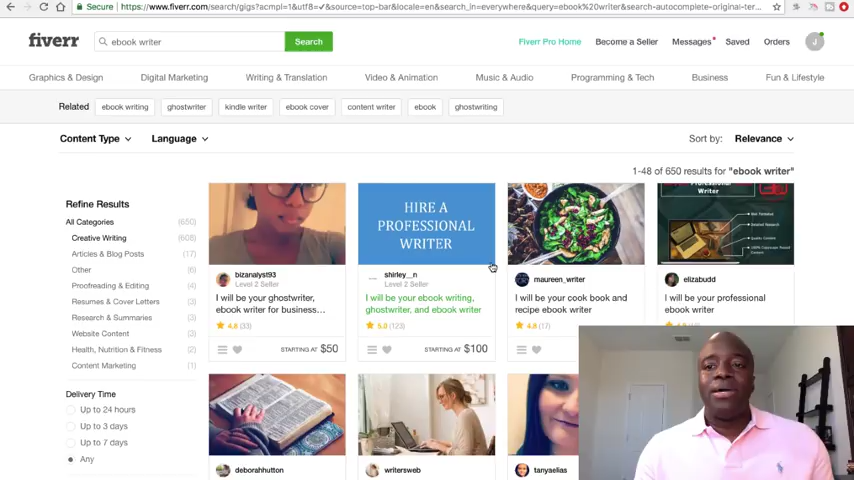 Secure
https://www.fiverr.com/search/gigs?acmpl=1&utf8=✓&source=top-bar&locale=en&search_in=everywhere&query=ebook%20writer&search-autocomplete-original-ter...
fiverr
ebook writer
Search
Fiverr Pro Home
Become a Seller
Messages
Saved
Orders
J
Graphics & Design
Digital Marketing
Writing & Translation
Video & Animation
Music & Audio
Programming & Tech
Business
Fun & Lifestyle
Related
ebook writing
ghostwriter
kindle writer
ebook cover
content writer
ebook
ghostwriting
Content Type
Language
Sort by:
Relevance
1-48 of 650 results for "ebook writer"
Refine Results
All Categories (650)
Creative Writing (608)
Articles & Blog Posts (17)
Other (6)
Proofreading & Editing (4)
Resumes & Cover Letters (3)
Research & Summaries (3)
Website Content (3)
Health, Nutrition & Fitness (2)
Content Marketing (1)
Delivery Time
Up to 24 hours
Up to 3 days
Up to 7 days
Any
bizanalyst93
Level 2 Seller
I will be your ghostwriter,
ebook writer for business...
4.8 (33)
STARTING AT $50
HIRE A
PROFESSIONAL
WRITER
shirley__n
Level 2 Seller
I will be your ebook writing,
ghostwriter, and ebook writer
5.0 (123)
STARTING AT $100
maureen_writer
I will be your cook book and
recipe ebook writer
4.8 (17)
Writer
elizabudd
I will be your professional
ebook writer
deborahhutton
writersweb
tanyaelias